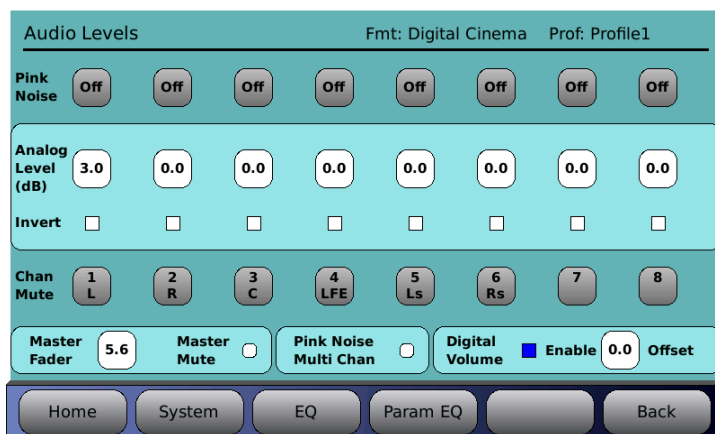 Audio Levels Fmt: Digital Cinema Prof: Profile1
Pink
Noise
Off Off Off Off Off Off Off Off
Analog
Level
(dB)
3.0 0.0 0.0 0.0 0.0 0.0 0.0 0.0
Invert
Chan
Mute
1 2 3 4 5 6 7 8
L R C LFE Ls Rs
Master
Fader
5.6
Master
Mute
Pink Noise
Multi Chan
Digital
Volume
Enable 0.0 Offset
Home System EQ Param EQ Back